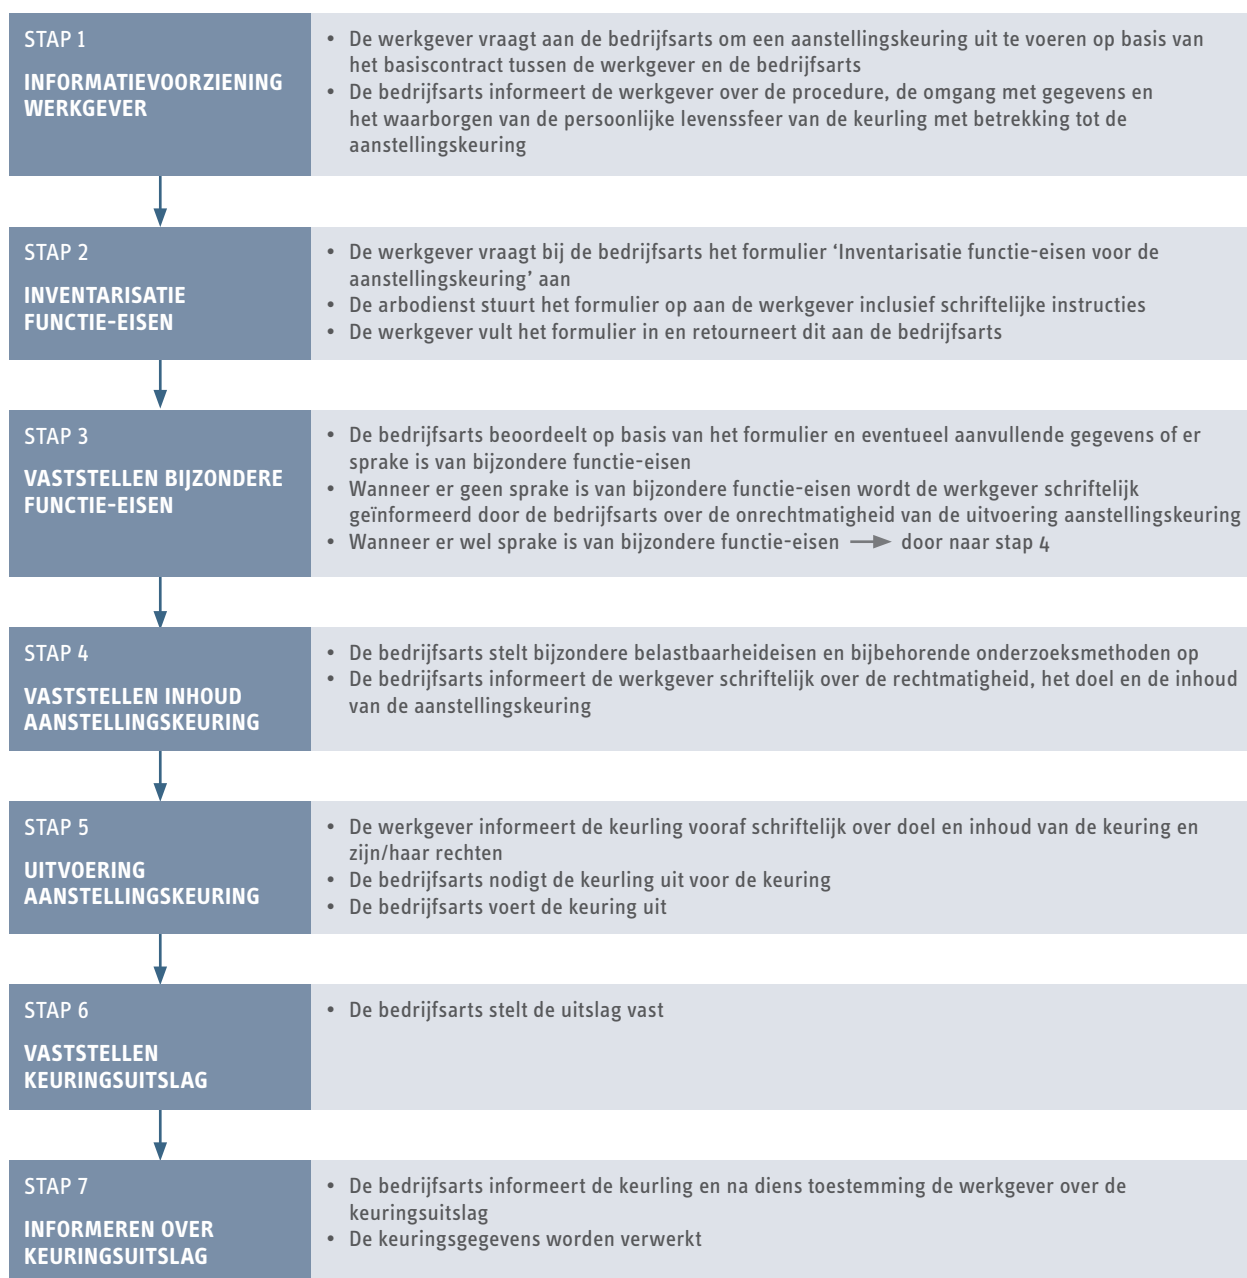 STAP 1
INFORMATIEVOORZIENING
WERKGEVER
• De werkgever vraagt aan de bedrijfsarts om een aanstellingskeuring uit te voeren op basis van
het basiscontract tussen de werkgever en de bedrijfsarts
• De bedrijfsarts informeert de werkgever over de procedure, de omgang met gegevens en
het waarborgen van de persoonlijke levenssfeer van de keurling met betrekking tot de
aanstellingskeuring
STAP 2
INVENTARISATIE
FUNCTIE-EISEN
• De werkgever vraagt bij de bedrijfsarts het formulier ‘Inventarisatie functie-eisen voor de
aanstellingskeuring’ aan
• De arbodienst stuurt het formulier op aan de werkgever inclusief schriftelijke instructies
• De werkgever vult het formulier in en retourneert dit aan de bedrijfsarts
STAP 3
VASTSTELLEN BIJZONDERE
FUNCTIE-EISEN
• De bedrijfsarts beoordeelt op basis van het formulier en eventueel aanvullende gegevens of er
sprake is van bijzondere functie-eisen
• Wanneer er geen sprake is van bijzondere functie-eisen wordt de werkgever schriftelijk
geïnformeerd door de bedrijfsarts over de onrechtmatigheid van de uitvoering aanstellingskeuring
• Wanneer er wel sprake is van bijzondere functie-eisen → door naar stap 4
STAP 4
VASTSTELLEN INHOUD
AANSTELLINGSKEURING
• De bedrijfsarts stelt bijzondere belastbaarheideisen en bijbehorende onderzoeksmethoden op
• De bedrijfsarts informeert de werkgever schriftelijk over de rechtmatigheid, het doel en de inhoud
van de aanstellingskeuring
STAP 5
UITVOERING
AANSTELLINGSKEURING
• De werkgever informeert de keurling vooraf schriftelijk over doel en inhoud van de keuring en
zijn/haar rechten
• De bedrijfsarts nodigt de keurling uit voor de keuring
• De bedrijfsarts voert de keuring uit
STAP 6
VASTSTELLEN
KEURINGSUITSLAG
• De bedrijfsarts stelt de uitslag vast
STAP 7
INFORMEREN OVER
KEURINGSUITSLAG
• De bedrijfsarts informeert de keurling en na diens toestemming de werkgever over de
keuringsuitslag
• De keuringsgegevens worden verwerkt